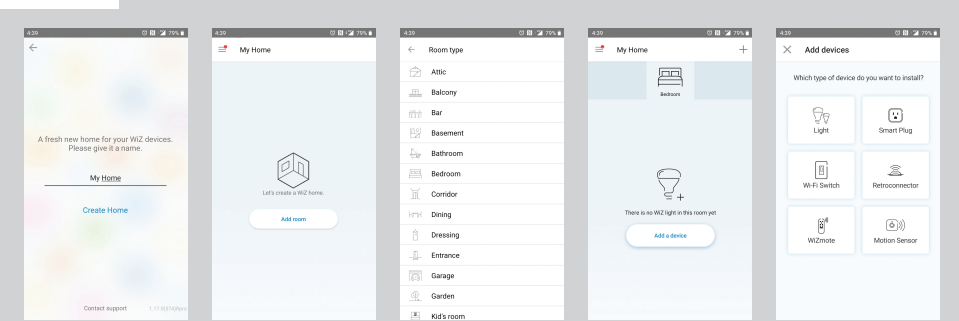 4:39 79%
A fresh new home for your WiZ devices.
Please give it a name.
My Home
Create Home
Contact support
4:39 79%
My Home
Let's create a WiZ home.
Add room
4:39 79%
Room type
Attic
Balcony
Bar
Basement
Bathroom
Bedroom
Corridor
Dining
Dressing
Entrance
Garage
Garden
Kid's room
4:39 79%
My Home
Bedroom
There is no WiZ light in this room yet
Add a device
4:39 79%
Add devices
Which type of device do you want to install?
Light Smart Plug
Wi-Fi Switch Retroconnector
WiZmote Motion Sensor